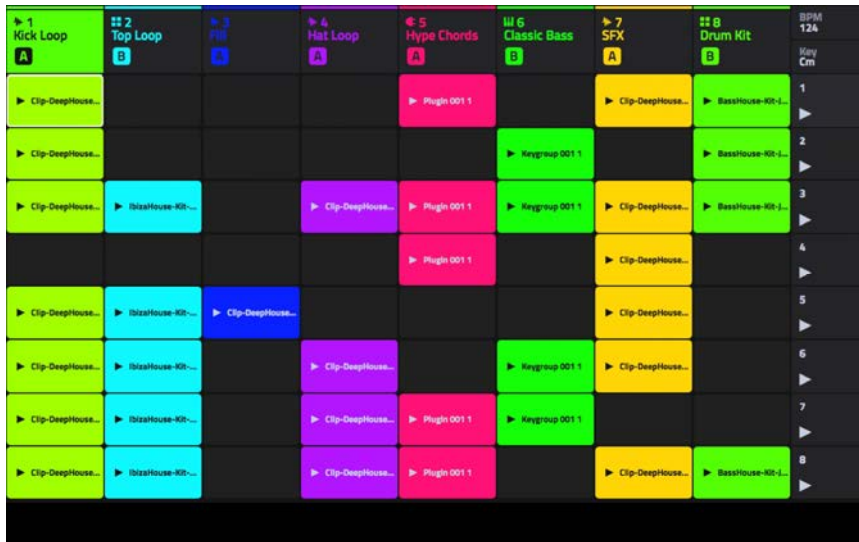 1
Kick Loop
A
2
Top Loop
B
3
Fill
A
4
Hat Loop
A
5
Hype Chords
A
6
Classic Bass
B
7
SFX
A
8
Drum Kit
B
BPM
124
Key
Cm
Clip-DeepHouse... Plugin 001 1 Clip-DeepHouse... BassHouse-Kit-J... 1
Clip-DeepHouse... Keygroup 001 1 BassHouse-Kit-J... 2
Clip-DeepHouse... IbizaHouse-Kit-... Clip-DeepHouse... Plugin 001 1 Keygroup 001 1 Clip-DeepHouse... BassHouse-Kit-J... 3
Plugin 001 1 Clip-DeepHouse... 4
Clip-DeepHouse... IbizaHouse-Kit-... Clip-DeepHouse... Clip-DeepHouse... 5
Clip-DeepHouse... IbizaHouse-Kit-... Clip-DeepHouse... Keygroup 001 1 Clip-DeepHouse... 6
Clip-DeepHouse... IbizaHouse-Kit-... Clip-DeepHouse... Plugin 001 1 Keygroup 001 1 7
Clip-DeepHouse... IbizaHouse-Kit-... Clip-DeepHouse... Plugin 001 1 Clip-DeepHouse... BassHouse-Kit-J... 8